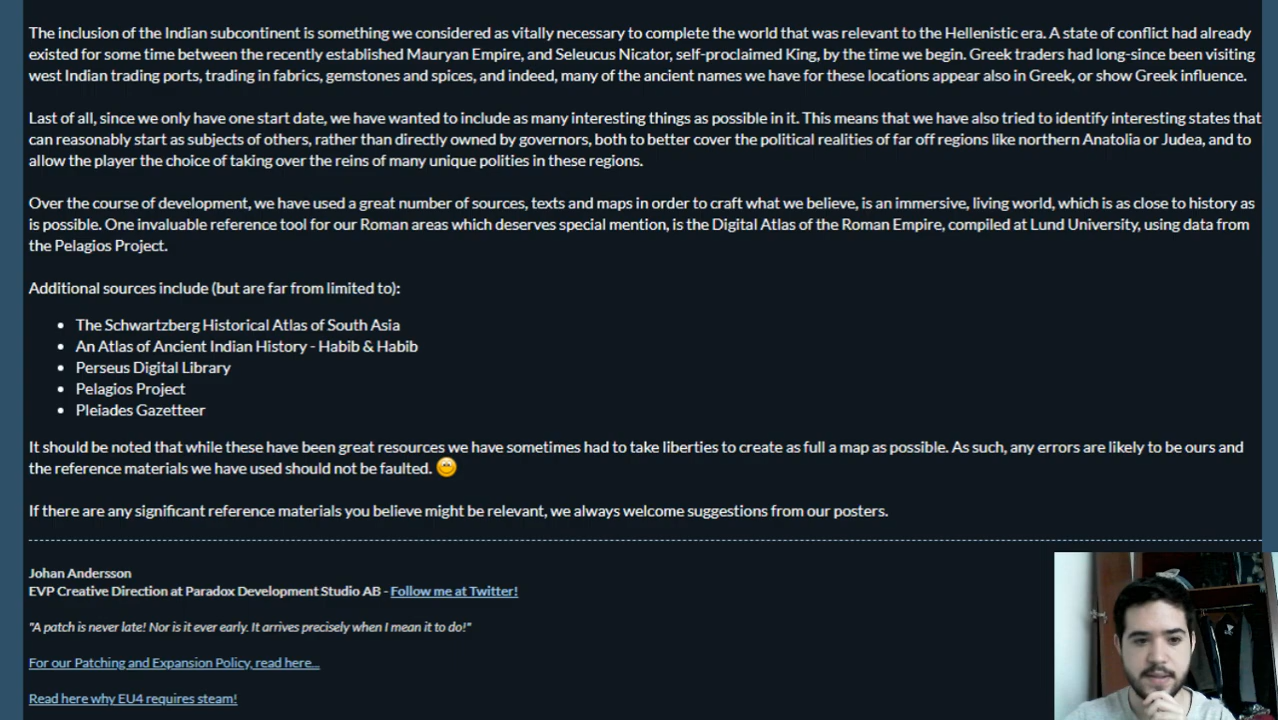 The inclusion of the Indian subcontinent is something we considered as vitally necessary to complete the world that was relevant to the Hellenistic era. A state of conflict had already
existed for some time between the recently established Mauryan Empire, and Seleucus Nicator, self-proclaimed King, by the time we begin. Greek traders had long-since been visiting
west Indian trading ports, trading in fabrics, gemstones and spices, and indeed, many of the ancient names we have for these locations appear also in Greek, or show Greek influence.
Last of all, since we only have one start date, we have wanted to include as many interesting things as possible in it. This means that we have also tried to identify interesting states that
can reasonably start as subjects of others, rather than directly owned by governors, both to better cover the political realities of far off regions like northern Anatolia or Judea, and to
allow the player the choice of taking over the reins of many unique polities in these regions.
Over the course of development, we have used a great number of sources, texts and maps in order to craft what we believe, is an immersive, living world, which is as close to history as
is possible. One invaluable reference tool for our Roman areas which deserves special mention, is the Digital Atlas of the Roman Empire, compiled at Lund University, using data from
the Pelagios Project.
Additional sources include (but are far from limited to):
• The Schwartzberg Historical Atlas of South Asia
• An Atlas of Ancient Indian History - Habib & Habib
• Perseus Digital Library
• Pelagios Project
• Pleiades Gazetteer
It should be noted that while these have been great resources we have sometimes had to take liberties to create as full a map as possible. As such, any errors are likely to be ours and
the reference materials we have used should not be faulted.
If there are any significant reference materials you believe might be relevant, we always welcome suggestions from our posters.
Johan Andersson
EVP Creative Direction at Paradox Development Studio AB - Follow me at Twitter!
"A patch is never late! Nor is it ever early. It arrives precisely when I mean it to do!"
For our Patching and Expansion Policy, read here...
Read here why EU4 requires steam!